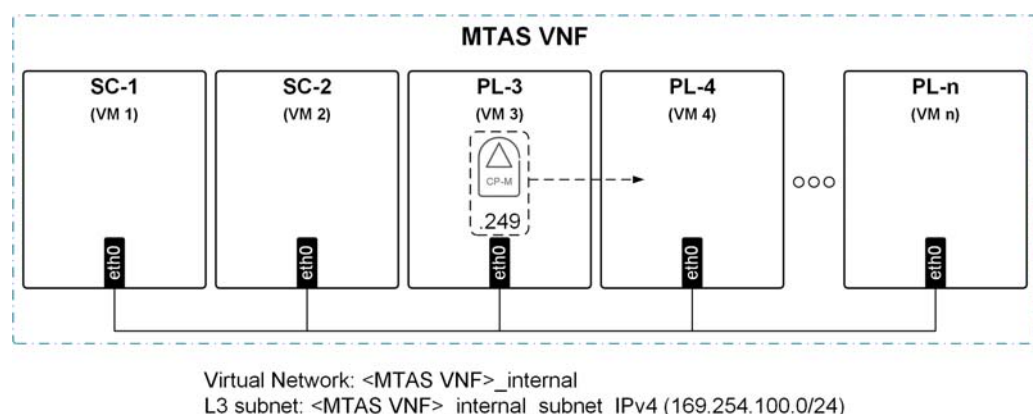 MTAS VNF
SC-1
(VM 1)
SC-2
(VM 2)
PL-3
(VM 3)
PL-4
(VM 4)
PL-n
(VM n)
CP-M
.249
eth0
eth0
eth0
eth0
eth0
Virtual Network: <MTAS VNF>_internal
L3 subnet: <MTAS VNF>_internal_subnet_IPv4 (169.254.100.0/24)